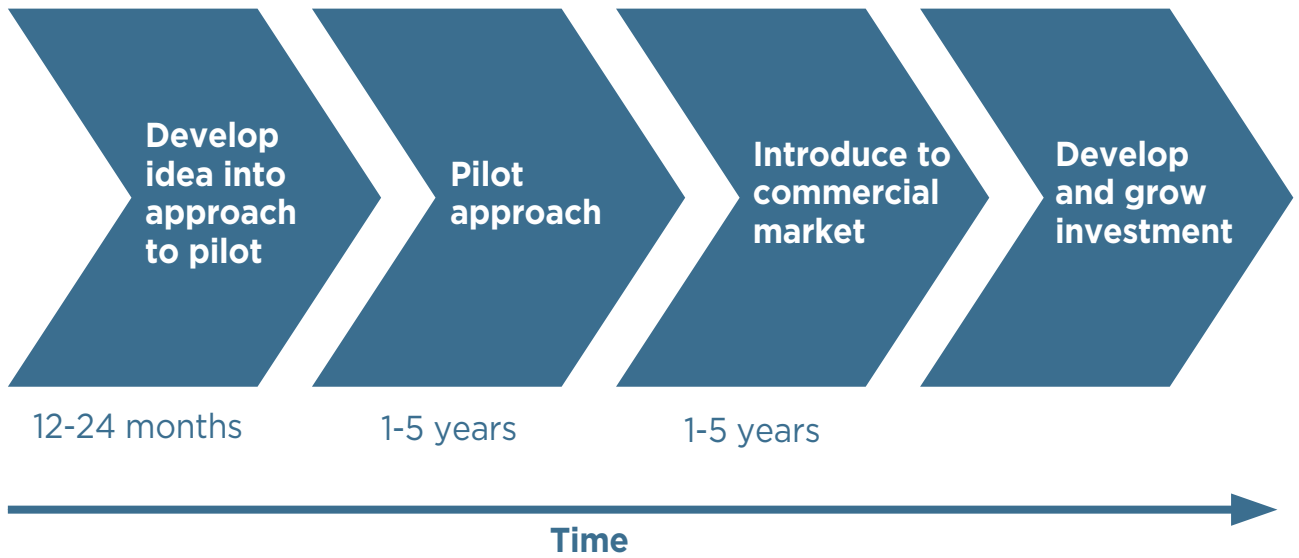 Develop
idea into
approach
to pilot
Pilot
approach
Introduce to
commercial
market
Develop
and grow
investment
12-24 months
1-5 years
1-5 years
Time